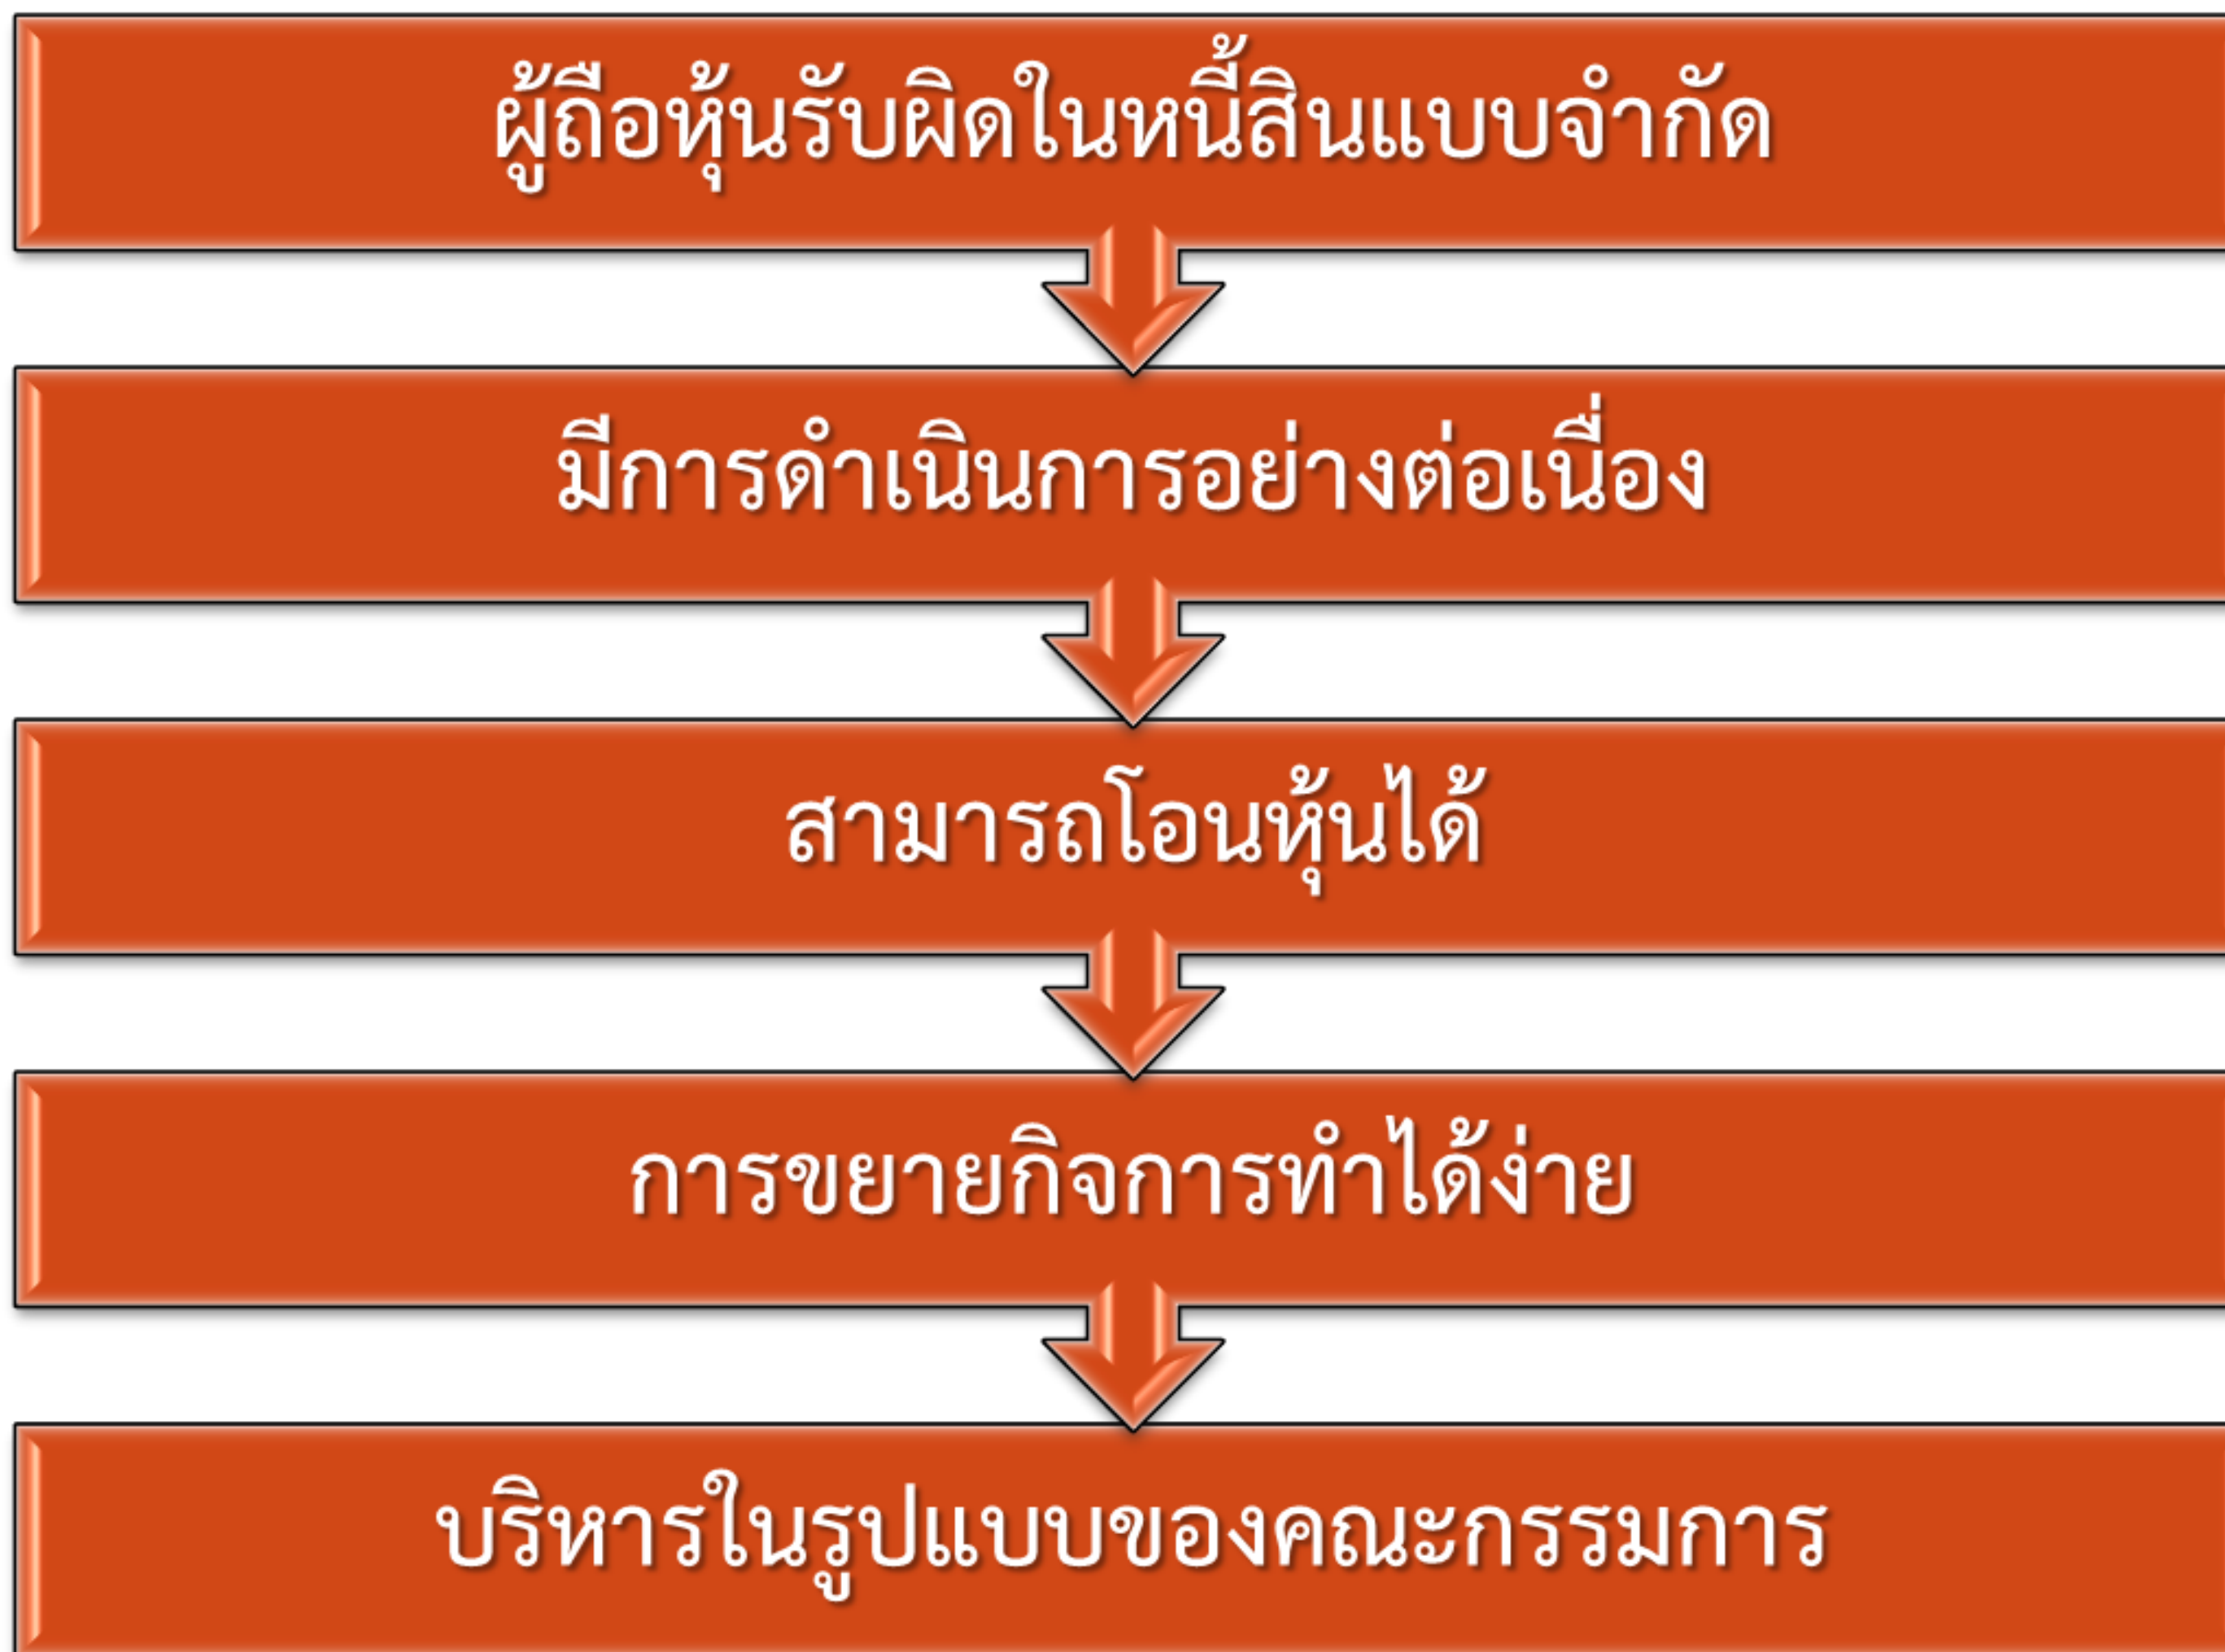 ผู้ถือหุ้นรับผิดในหนี้สินแบบจำกัด
มีการดำเนินการอย่างต่อเนื่อง
สามารถโอนหุ้นได้
การขยายกิจการทำได้ง่าย
บริหารในรูปแบบของคณะกรรมการ